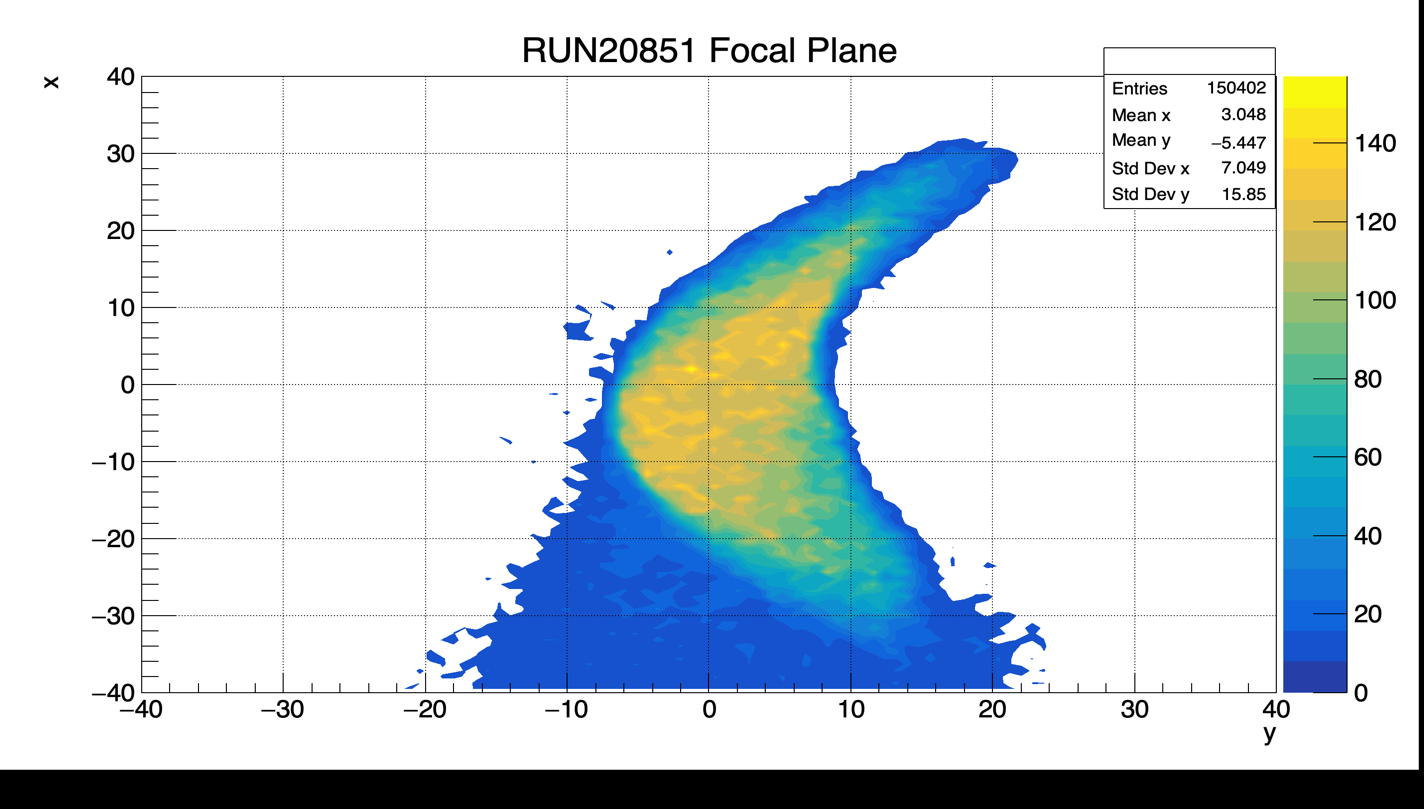 RUN20851 Focal Plane
x
Entries 150402
Mean x 3.048
Mean y −5.447
Std Dev x 7.049
Std Dev y 15.85
40
30
20
10
0
−10
−20
−30
−40
−40 −30 −20 −10 0 10 20 30 40
y
140
120
100
80
60
40
20
0